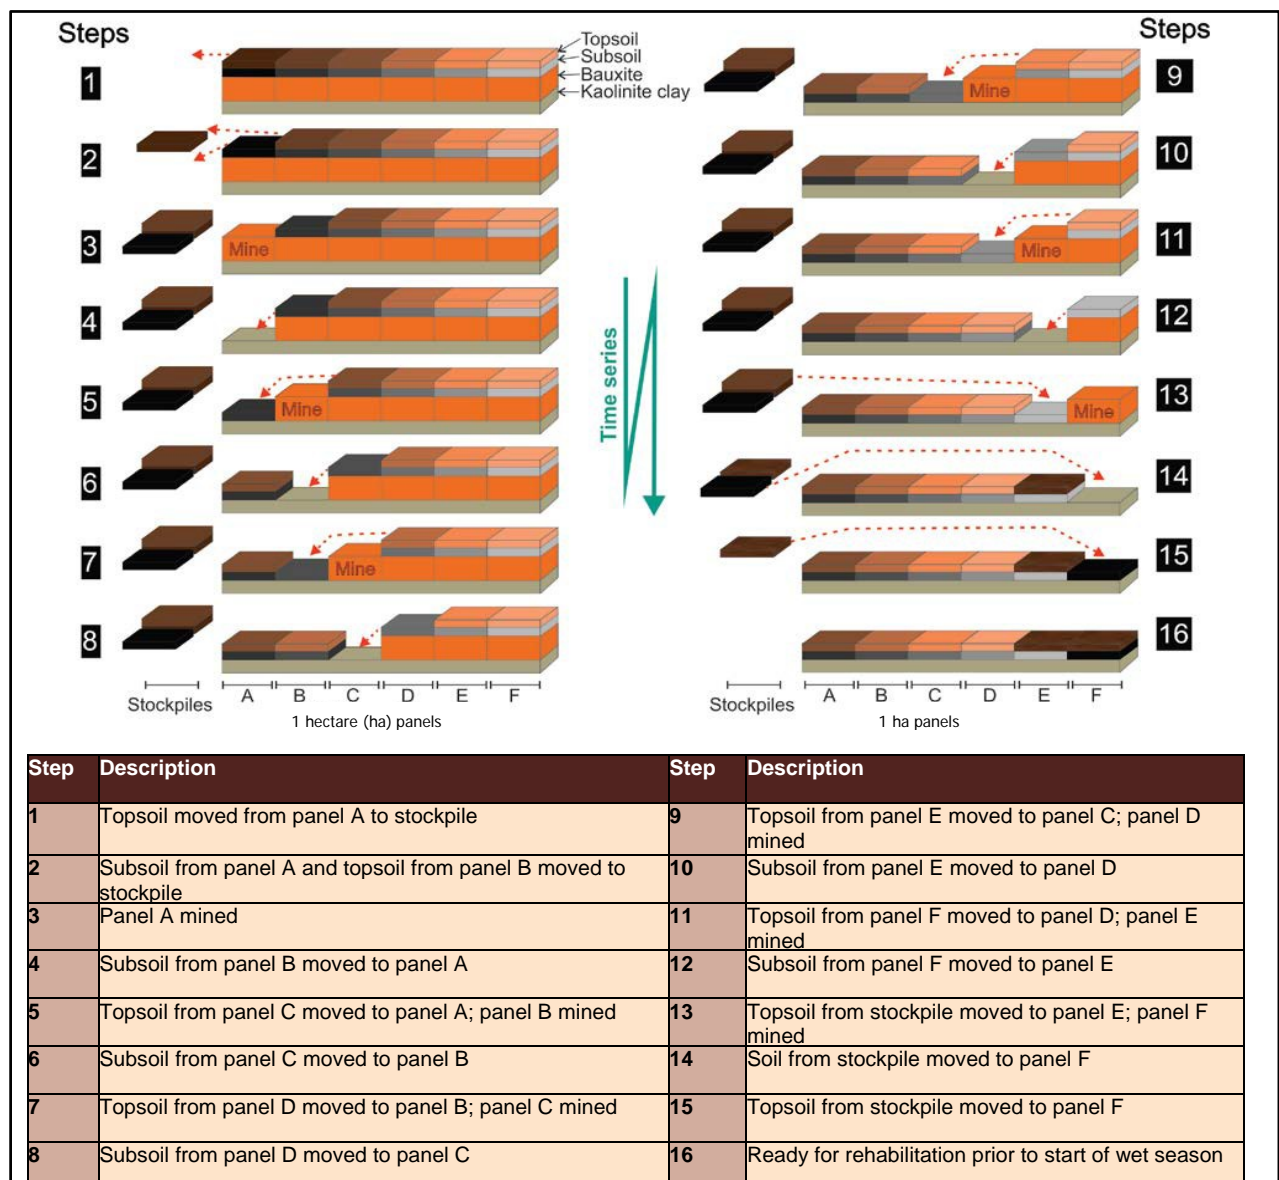 Steps
1
Topsoil
Subsoil
Bauxite
Kaolinite clay
2
3
Mine
4
5
Mine
6
7
Mine
8
Stockpiles
A B C D E F
1 hectare (ha) panels
Time series
Steps
9
Mine
10
11
Mine
12
13
Mine
14
15
16
Stockpiles
A B C D E F
1 ha panels
Step Description Step Description
1 Topsoil moved from panel A to stockpile
9 Topsoil from panel E moved to panel C; panel D
mined
2 Subsoil from panel A and topsoil from panel B moved to
stockpile
10 Subsoil from panel E moved to panel D
3 Panel A mined
11 Topsoil from panel F moved to panel D; panel E
mined
4 Subsoil from panel B moved to panel A
12 Subsoil from panel F moved to panel E
5 Topsoil from panel C moved to panel A; panel B mined
13 Topsoil from stockpile moved to panel E; panel F
mined
6 Subsoil from panel C moved to panel B
14 Soil from stockpile moved to panel F
7 Topsoil from panel D moved to panel B; panel C mined
15 Topsoil from stockpile moved to panel F
8 Subsoil from panel D moved to panel C
16 Ready for rehabilitation prior to start of wet season